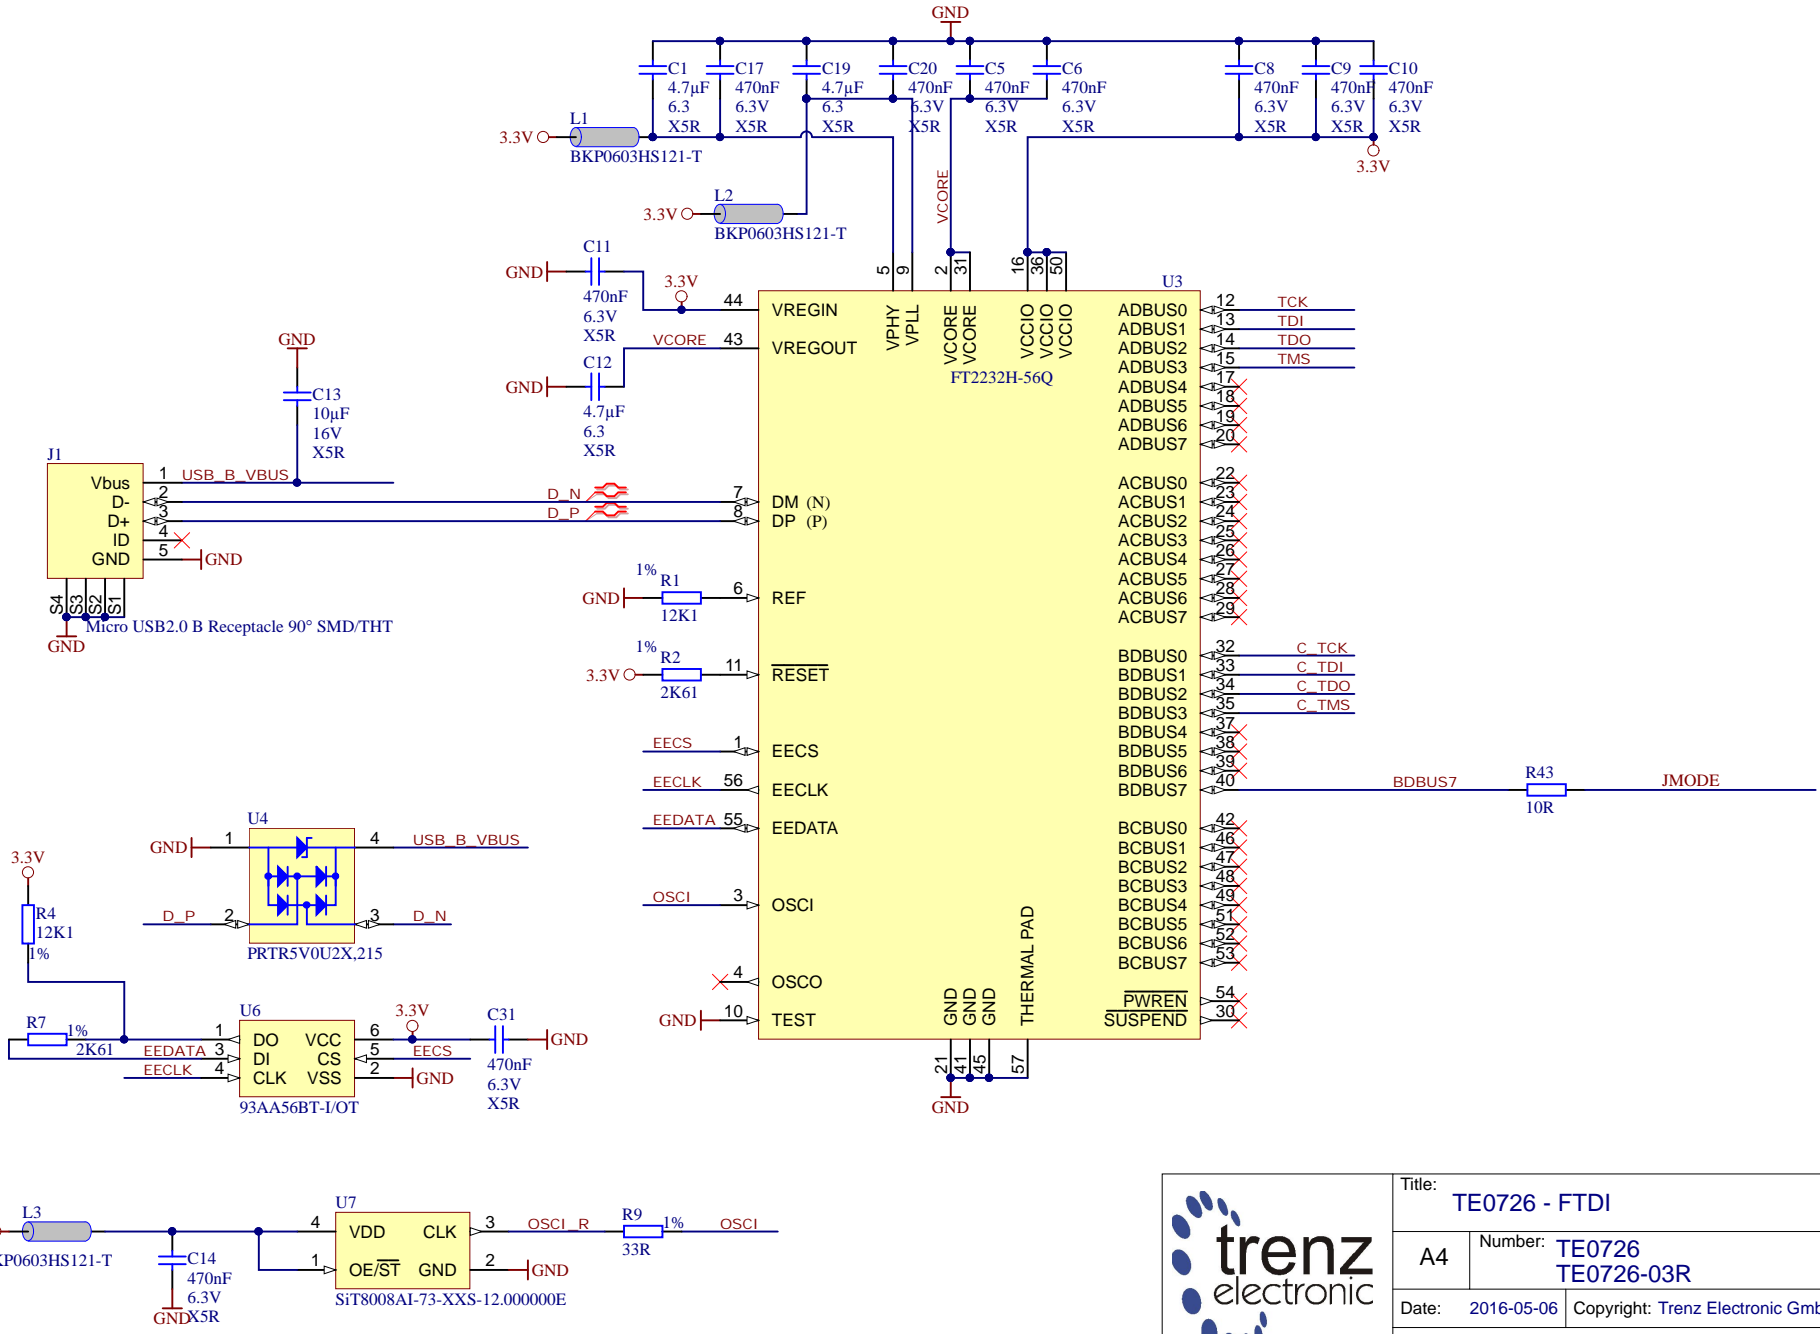 GND
C1
4.7µF
6.3
X5R
C17
470nF
6.3V
X5R
C19
4.7µF
6.3
X5R
C20
470nF
6.3V
X5R
C5
470nF
6.3V
X5R
C6
470nF
6.3V
X5R
C8
470nF
6.3V
X5R
C9
470nF
6.3V
X5R
C10
470nF
6.3V
X5R
3.3V
L1
BKP0603HS121-T
3.3V
L2
3.3V
BKP0603HS121-T
VCORE
C11
GND
470nF
6.3V
X5R
3.3V
C12
GND
4.7µF
6.3
X5R
VCORE
U3
FT2232H-56Q
5 VPHY
9 VPLL
2 VCORE
31 VCORE
16 VCCIO
36 VCCIO
50 VCCIO
44 VREGIN
43 VREGOUT
D_N 7 DM (N)
D_P 8 DP (P)
1% R1
GND 12K1
6 REF
1% R2
3.3V 2K61
11 RESET
EECS 1 EECS
EECLK 56 EECLK
EEDATA 55 EEDATA
OSCI 3 OSCI
4 OSCO
GND 10 TEST
ADBUS0 12 TCK
ADBUS1 13 TDI
ADBUS2 14 TDO
ADBUS3 15 TMS
ADBUS4 17
ADBUS5 18
ADBUS6 19
ADBUS7 20
ACBUS0 22
ACBUS1 23
ACBUS2 24
ACBUS3 25
ACBUS4 26
ACBUS5 27
ACBUS6 28
ACBUS7 29
BDBUS0 32 C_TCK
BDBUS1 33 C_TDI
BDBUS2 34 C_TDO
BDBUS3 35 C_TMS
BDBUS4 37
BDBUS5 38
BDBUS6 39
BDBUS7 40 BDBUS7
R43
10R
JMODE
BCBUS0 42
BCBUS1 46
BCBUS2 47
BCBUS3 48
BCBUS4 49
BCBUS5 51
BCBUS6 52
BCBUS7 53
PWREN 54
SUSPEND 30
GND 21
GND 41
GND 45
THERMAL PAD 57
GND
GND
C13
10µF
16V
X5R
J1
Vbus 1 USB_B_VBUS
D- 2
D+ 3
ID 4
GND 5 GND
S4 S3 S2 S1
Micro USB2.0 B Receptacle 90° SMD/THT
GND
U4
GND 1 4 USB_B_VBUS
D_P 2 3 D_N
PRTR5V0U2X,215
3.3V
R4
12K1
1%
R7 1%
2K61
U6
1 DO VCC 6
EEDATA 3 DI CS 5 EECS
EECLK 4 CLK VSS 2 GND
93AA56BT-I/OT
3.3V
C31
GND
470nF
6.3V
X5R
L3
KP0603HS121-T
C14
470nF
6.3V
X5R
GND
U7
4 VDD CLK 3 OSCI_R
1 OE/ST GND 2 GND
SiT8008AI-73-XXS-12.000000E
R9 1%
33R
OSCI
trenz
electronic
Title: TE0726 - FTDI
A4 Number: TE0726
TE0726-03R
Date: 2016-05-06 Copyright: Trenz Electronic Gmb